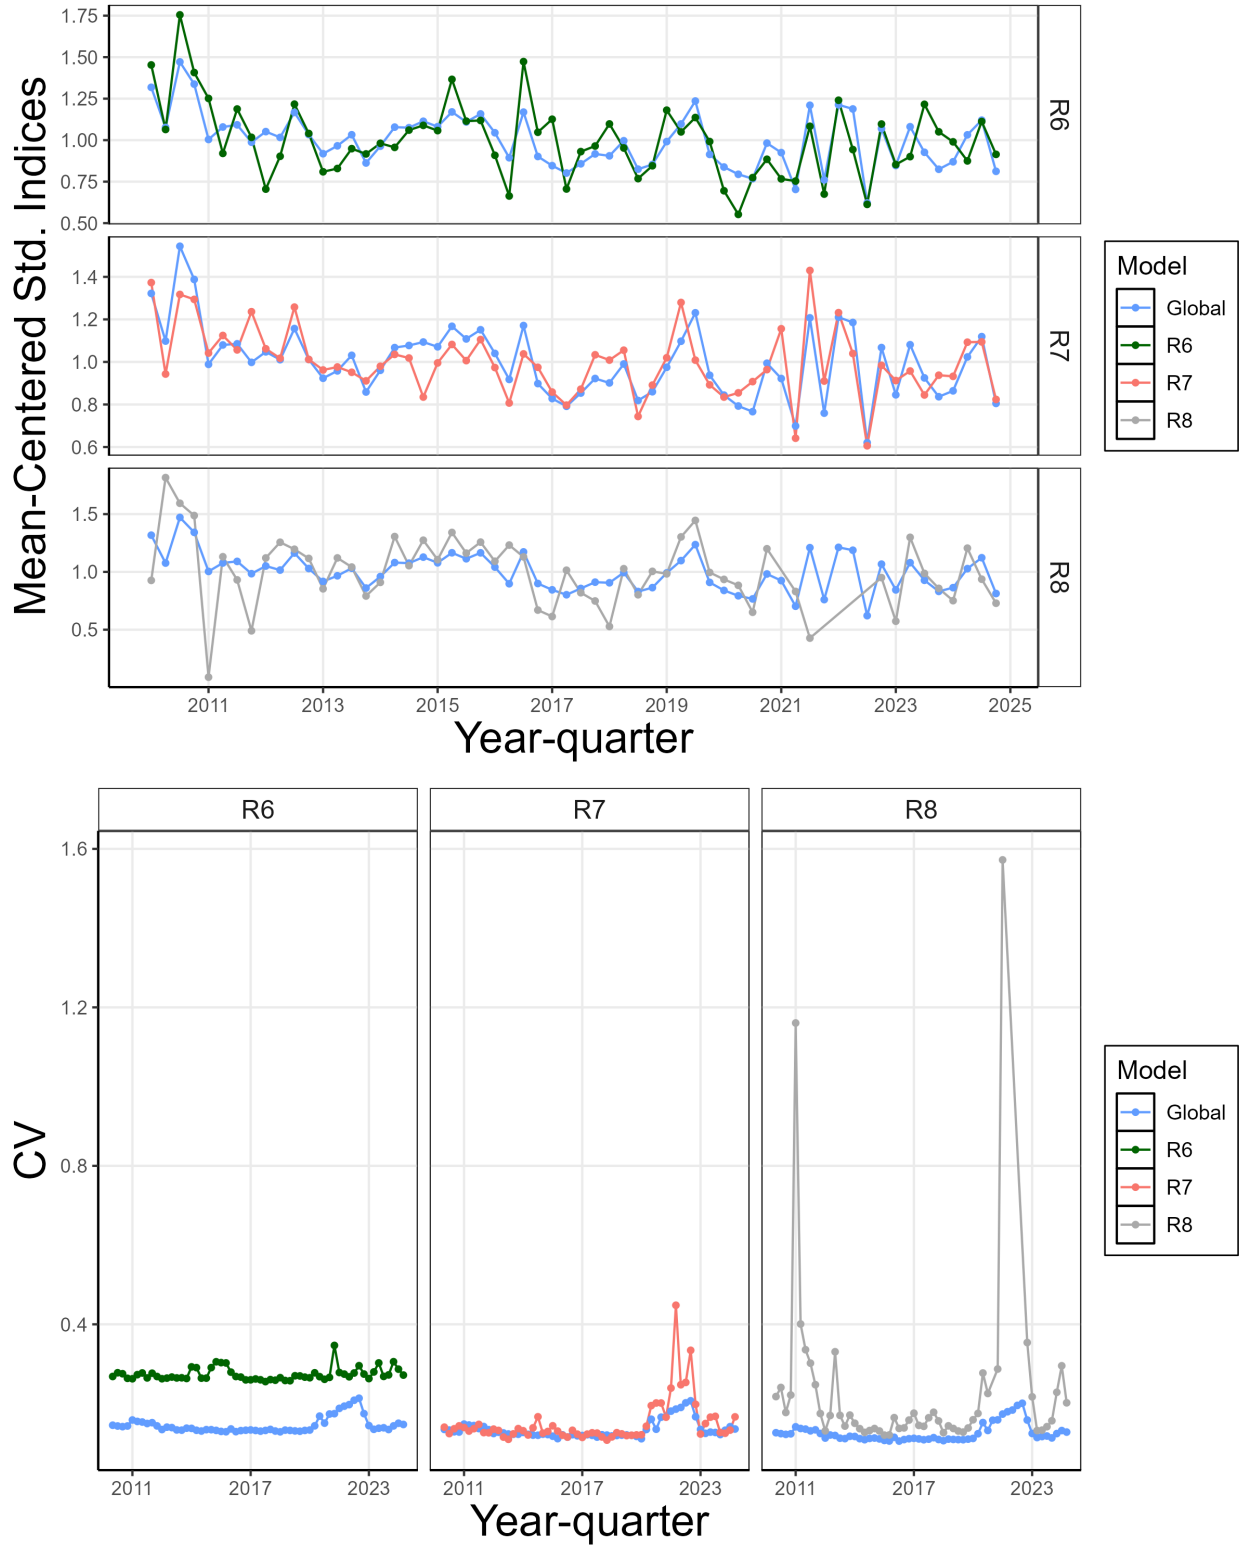 Mean-Centered Std. Indices
1.75
1.50
1.25
1.00
0.75
0.50
R6
1.4
1.2
1.0
0.8
0.6
R7
1.5
1.0
0.5
R8
2011 2013 2015 2017 2019 2021 2023 2025
Year-quarter
Model
Global
R6
R7
R8
R6 R7 R8
CV
1.6
1.2
0.8
0.4
2011 2017 2023 2011 2017 2023 2011 2017 2023
Year-quarter
Model
Global
R6
R7
R8